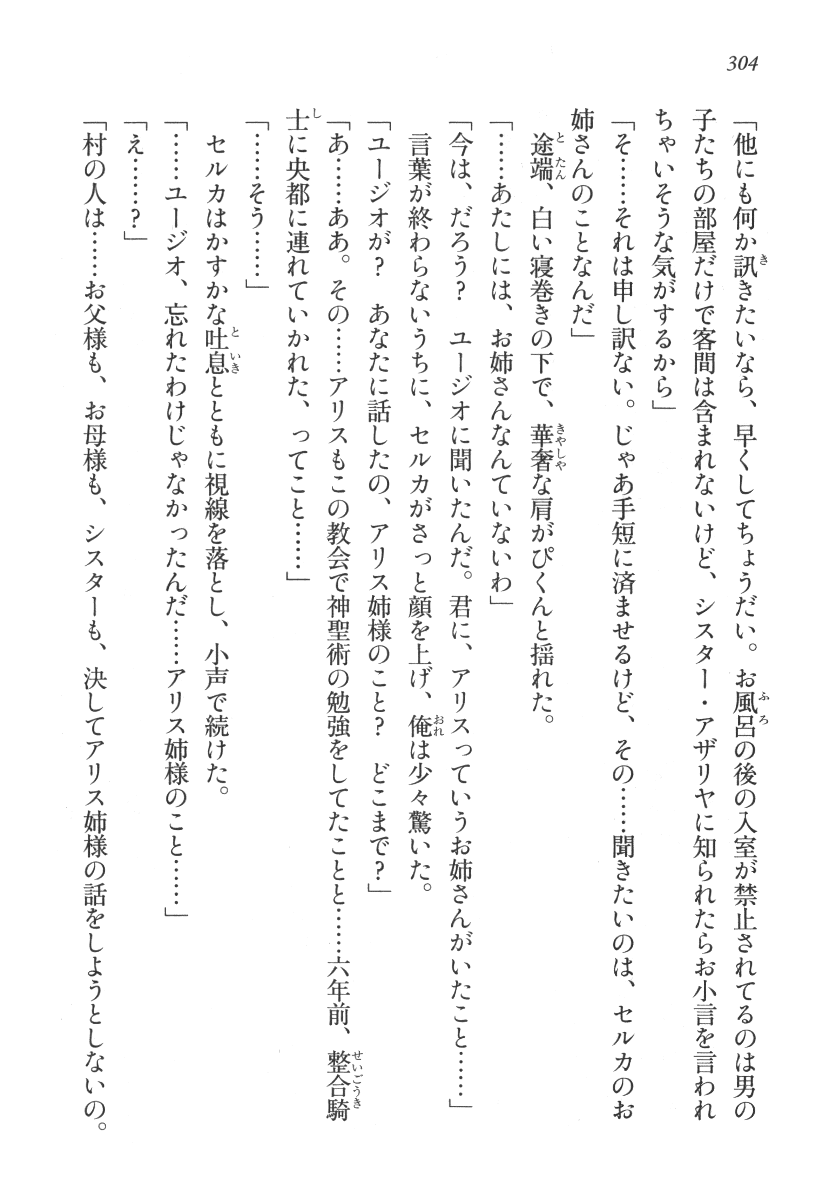 304
「他にも何か訊きたいなら、早くしてちょうだい。お風呂の後の入室が禁止されてるのは男の
子たちの部屋だけで客間は含まれないけど、シスター・アザリヤに知られたらお小言を言われ
ちゃいそうな気がするから」
「そ……それは申し訳ない。じゃあ手短に済ませるけど、その……聞きたいのは、セルカのお
姉さんのことなんだ」
途端、白い寝巻きの下で、華奢な肩がぴくんと揺れた。
「……あたしには、お姉さんなんていないわ」
「今は、だろう？　ユージオに聞いたんだ。君に、アリスっていうお姉さんがいたこと……」
言葉が終わらないうちに、セルカがさっと顔を上げ、俺は少々驚いた。
「ユージオが？　あなたに話したの、アリス姉様のこと？　どこまで？」
「あ……ああ。その……アリスもこの教会で神聖術の勉強をしてたことと……六年前、整合騎
士に央都に連れていかれた、ってこと……」
「……そう……」
セルカはかすかな吐息とともに視線を落とし、小声で続けた。
「……ユージオ、忘れたわけじゃなかったんだ……アリス姉様のこと……」
「え……？」
「村の人は……お父様も、お母様も、シスターも、決してアリス姉様の話をしようとしないの。